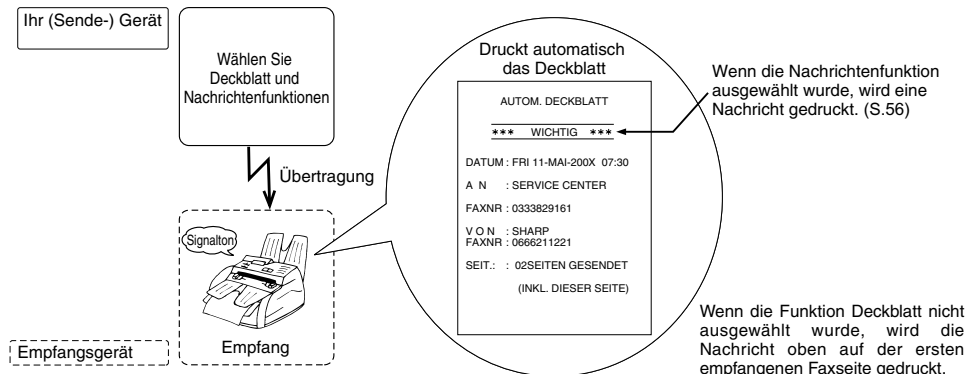 Ihr (Sende-) Gerät
Wählen Sie
Deckblatt und
Nachrichtenfunktionen
Übertragung
Signalton
Empfang
Empfangsgerät
Druckt automatisch
das Deckblatt
AUTOM. DECKBLATT
*** WICHTIG ***
DATUM : FRI 11-MAI-200X 07:30
A N : SERVICE CENTER
FAXNR : 0333829161
V O N : SHARP
FAXNR : 0666211221
SEIT.: : 02SEITEN GESENDET
(INKL. DIESER SEITE)
Wenn die Nachrichtenfunktion
ausgewählt wurde, wird eine
Nachricht gedruckt. (S.56)
Wenn die Funktion Deckblatt nicht
ausgewählt wurde, wird die
Nachricht oben auf der ersten
empfangenen Faxseite gedruckt.